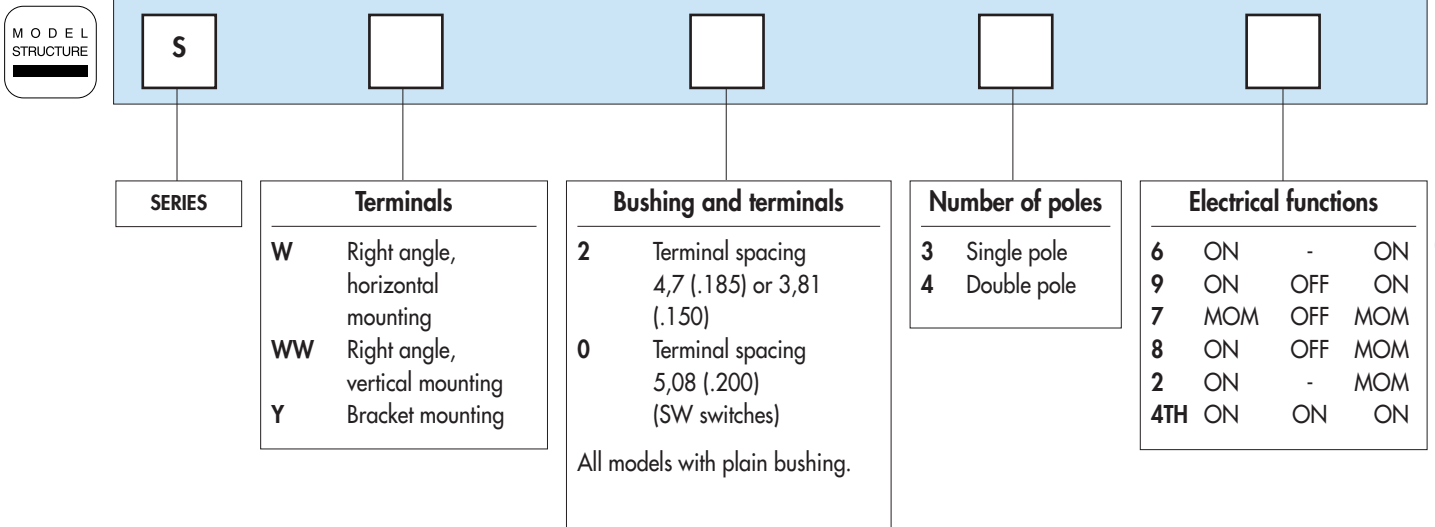 MODEL
STRUCTURE
S
SERIES
Terminals
W Right angle,
horizontal
mounting
WW Right angle,
vertical mounting
Y Bracket mounting
Bushing and terminals
2 Terminal spacing
4,7 (.185) or 3,81
(.150)
0 Terminal spacing
5,08 (.200)
(SW switches)
All models with plain bushing.
Number of poles
3 Single pole
4 Double pole
Electrical functions
6 ON - ON
9 ON OFF ON
7 MOM OFF MOM
8 ON OFF MOM
2 ON - MOM
4TH ON ON ON